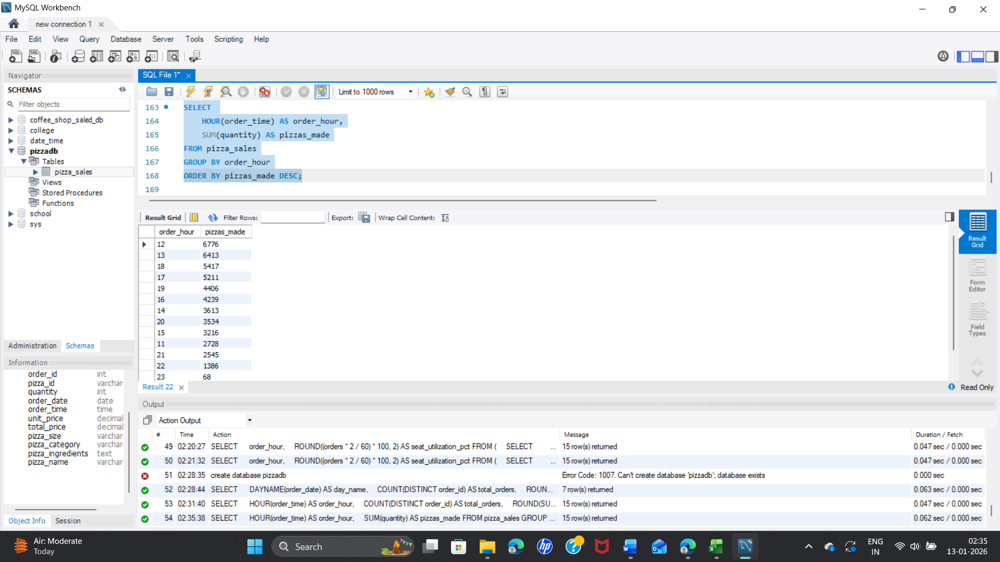 MySQL Workbench
new connection 1
File Edit View Query Database Server Tools Scripting Help
Navigator
SCHEMAS
Filter objects
coffee_shop_saled_db
college
date_time
pizzadb
Tables
pizza_sales
Views
Stored Procedures
Functions
school
sys
Administration Schemas
Information
order_id int
pizza_id varchar
quantity int
order_date date
order_time time
unit_price decimal
total_price decimal
pizza_size varchar
pizza_category varchar
pizza_ingredients text
pizza_name varchar
Object Info Session
SQL File 1*
Limit to 1000 rows
163 SELECT
164 HOUR(order_time) AS order_hour,
165 SUM(quantity) AS pizzas_made
166 FROM pizza_sales
167 GROUP BY order_hour
168 ORDER BY pizzas_made DESC;
169
Result Grid Filter Rows: Export: Wrap Cell Content:
order_hour pizzas_made
12 6776
13 6413
18 5417
17 5211
19 4406
16 4239
14 3613
20 3534
15 3216
11 2728
21 2545
22 1386
23 68
Result Grid
Form Editor
Field Types
Result 22
Read Only
Output
Action Output
# Time Action Message Duration / Fetch
49 02:20:27 SELECT order_hour, ROUND((orders * 2 / 60) * 100, 2) AS seat_utilization_pct FROM ( SELECT ... 15 row(s) returned 0.047 sec / 0.000 sec
50 02:21:32 SELECT order_hour, ROUND((orders * 2 / 60) * 100, 2) AS seat_utilization_pct FROM ( SELECT ... 15 row(s) returned 0.047 sec / 0.000 sec
51 02:28:35 create database pizzadb Error Code: 1007. Can't create database 'pizzadb'; database exists 0.000 sec
52 02:28:44 SELECT DAYNAME(order_date) AS day_name, COUNT(DISTINCT order_id) AS total_orders, ROUN... 7 row(s) returned 0.063 sec / 0.000 sec
53 02:31:40 SELECT HOUR(order_time) AS order_hour, COUNT(DISTINCT order_id) AS total_orders, ROUND(SU... 15 row(s) returned 0.047 sec / 0.000 sec
54 02:35:38 SELECT HOUR(order_time) AS order_hour, SUM(quantity) AS pizzas_made FROM pizza_sales GROUP ... 15 row(s) returned 0.062 sec / 0.000 sec
Air: Moderate
Today
Search
ENG
IN
02:35
13-01-2026